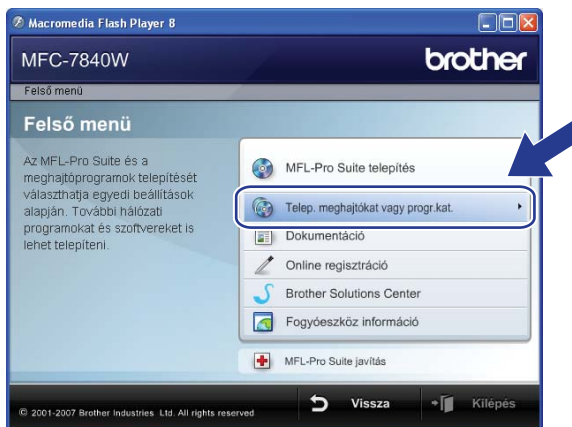 Macromedia Flash Player 8
MFC-7840W
brother
Felső menü
Felső menü
Az MFL-Pro Suite és a
meghajtóprogramok telepítését
választhatja egyedi beállítások
alapján. További hálózati
programokat és szoftvereket is
lehet telepíteni.
MFL-Pro Suite telepítés
Telep. meghajtókat vagy progr.kat.
Dokumentáció
Online regisztráció
Brother Solutions Center
Fogyóeszköz információ
MFL-Pro Suite javítás
© 2001-2007 Brother Industries Ltd. All rights reserved
Vissza
Kilépés